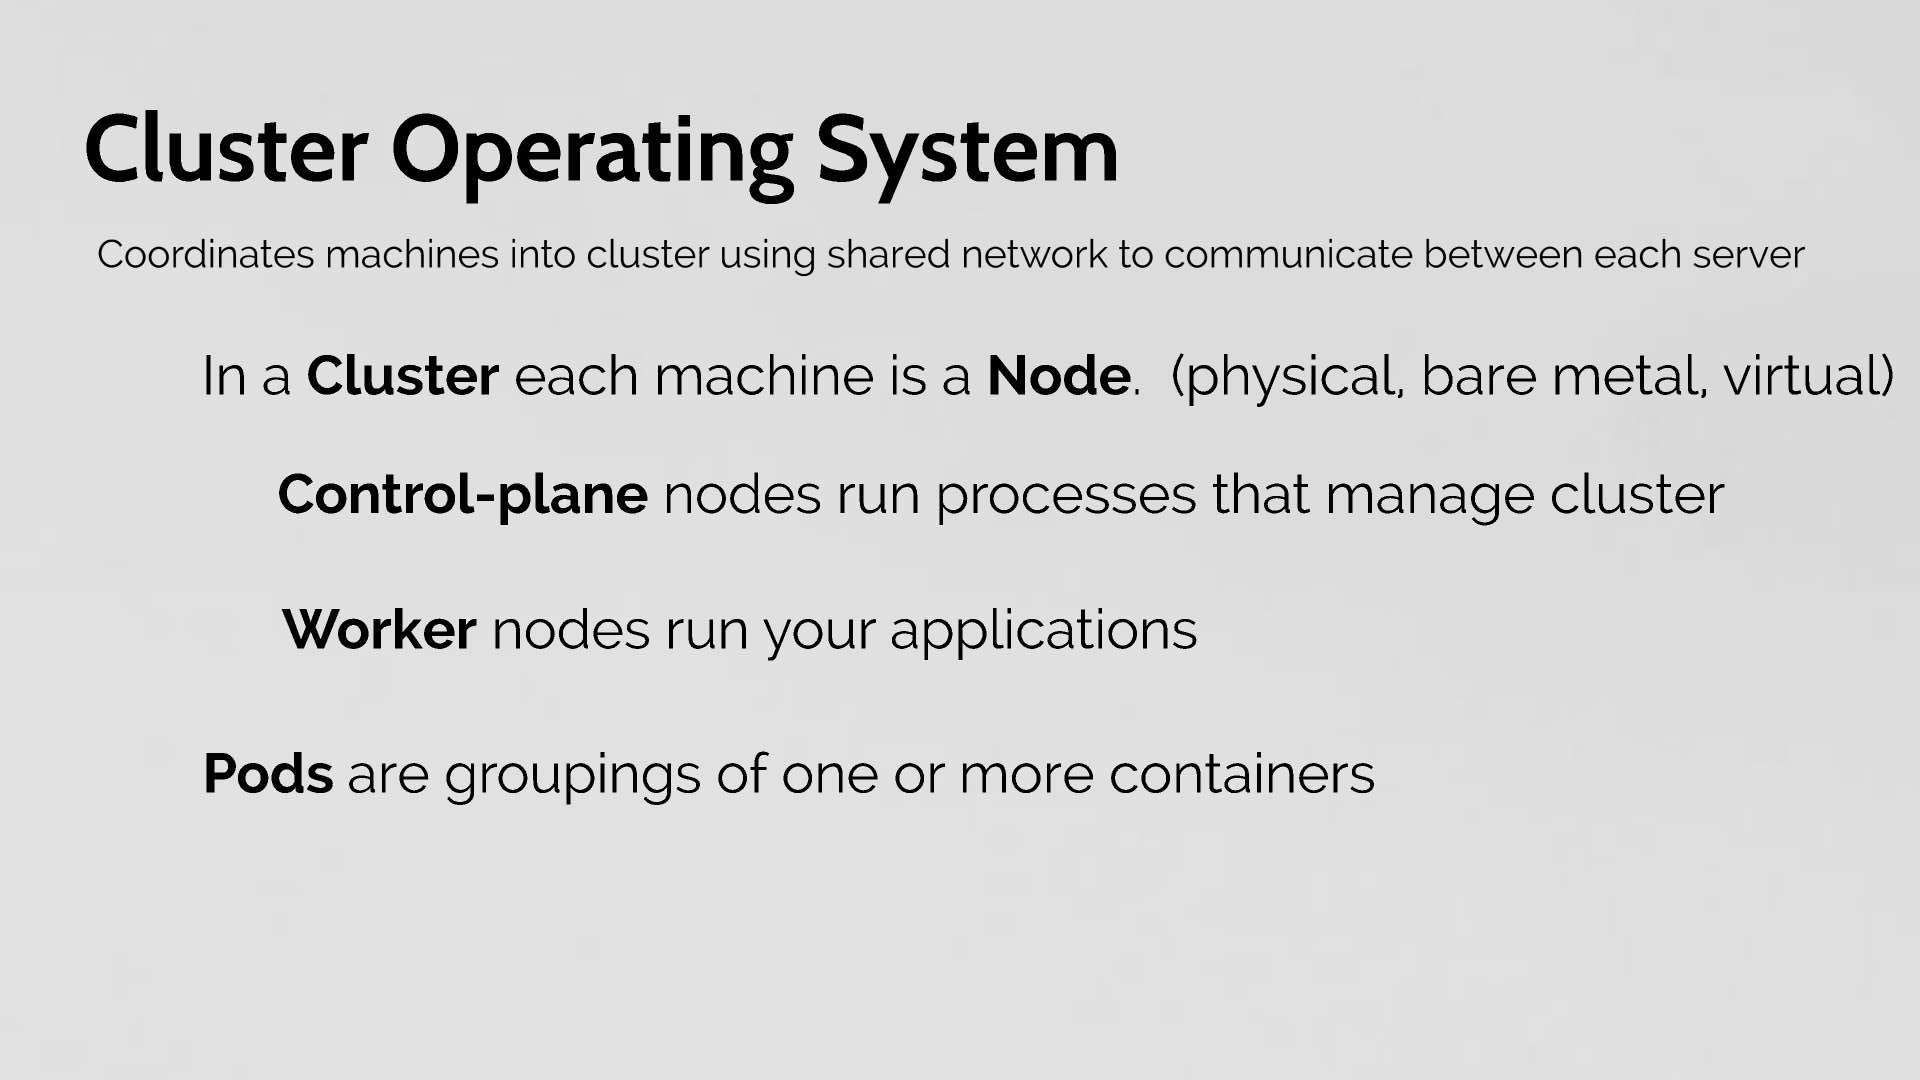 Cluster Operating System
Coordinates machines into cluster using shared network to communicate between each server
In a Cluster each machine is a Node.  (physical, bare metal, virtual)
Control-plane nodes run processes that manage cluster
Worker nodes run your applications
Pods are groupings of one or more containers